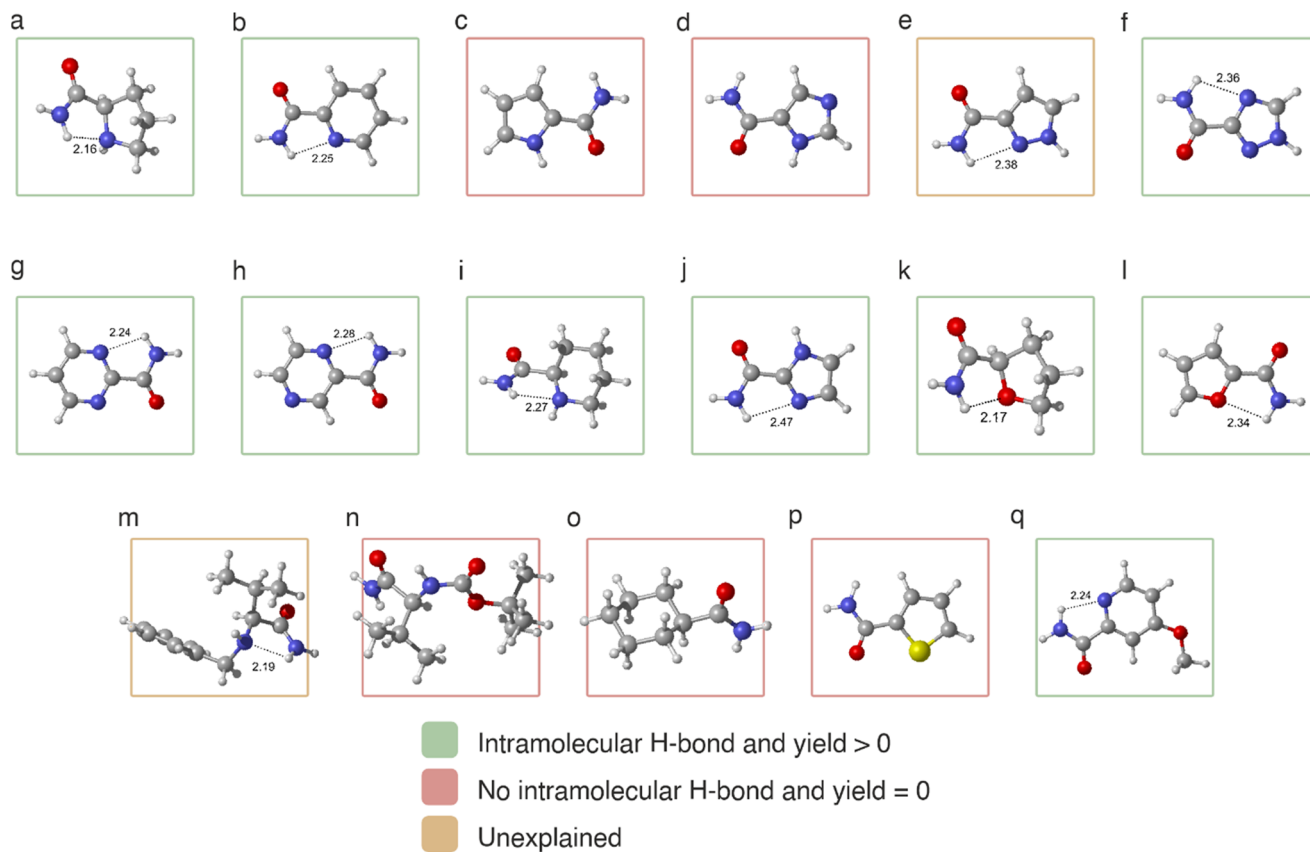 a b c d e f
2.16 2.25 2.38 2.36
g h i j k l
2.24 2.28 2.27 2.47 2.17 2.34
m n o p q
2.19 2.24
Intramolecular H-bond and yield > 0
No intramolecular H-bond and yield = 0
Unexplained